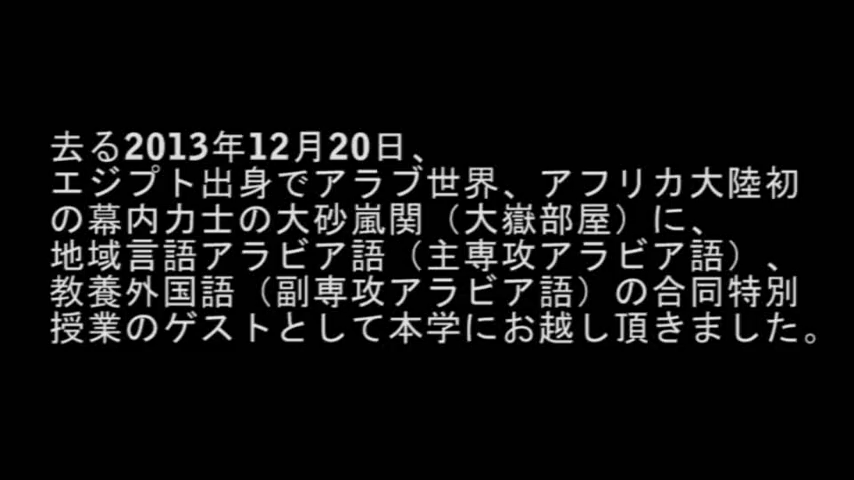 去る2013年12月20日、
エジプト出身でアラブ世界、アフリカ大陸初
の幕内力士の大砂嵐関（大嶽部屋）に、
地域言語アラビア語（主専攻アラビア語）、
教養外国語（副専攻アラビア語）の合同特別
授業のゲストとして本学にお越し頂きました。